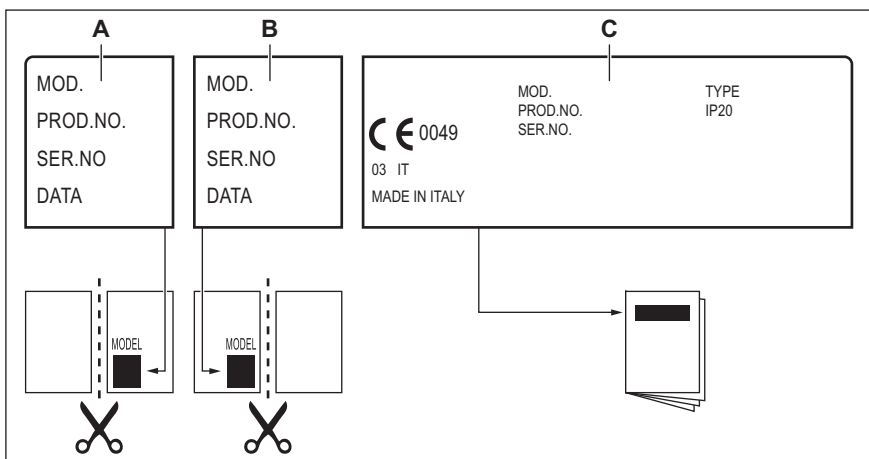 A
B
C
MOD.
PROD.NO.
SER.NO
DATA
MOD.
PROD.NO.
SER.NO
DATA
MOD.
PROD.NO.
SER.NO.
TYPE
IP20
CE 0049
03 IT
MADE IN ITALY
MODEL
MODEL